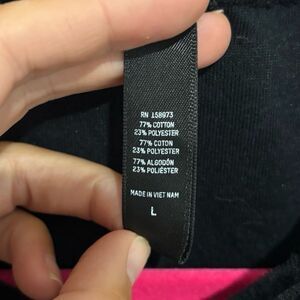 RN 158973
77% COTTON
23% POLYESTER
77% COTON
23% POLYESTER
77% ALGODÓN
23% POLIÉSTER
MADE IN VIET NAM
L